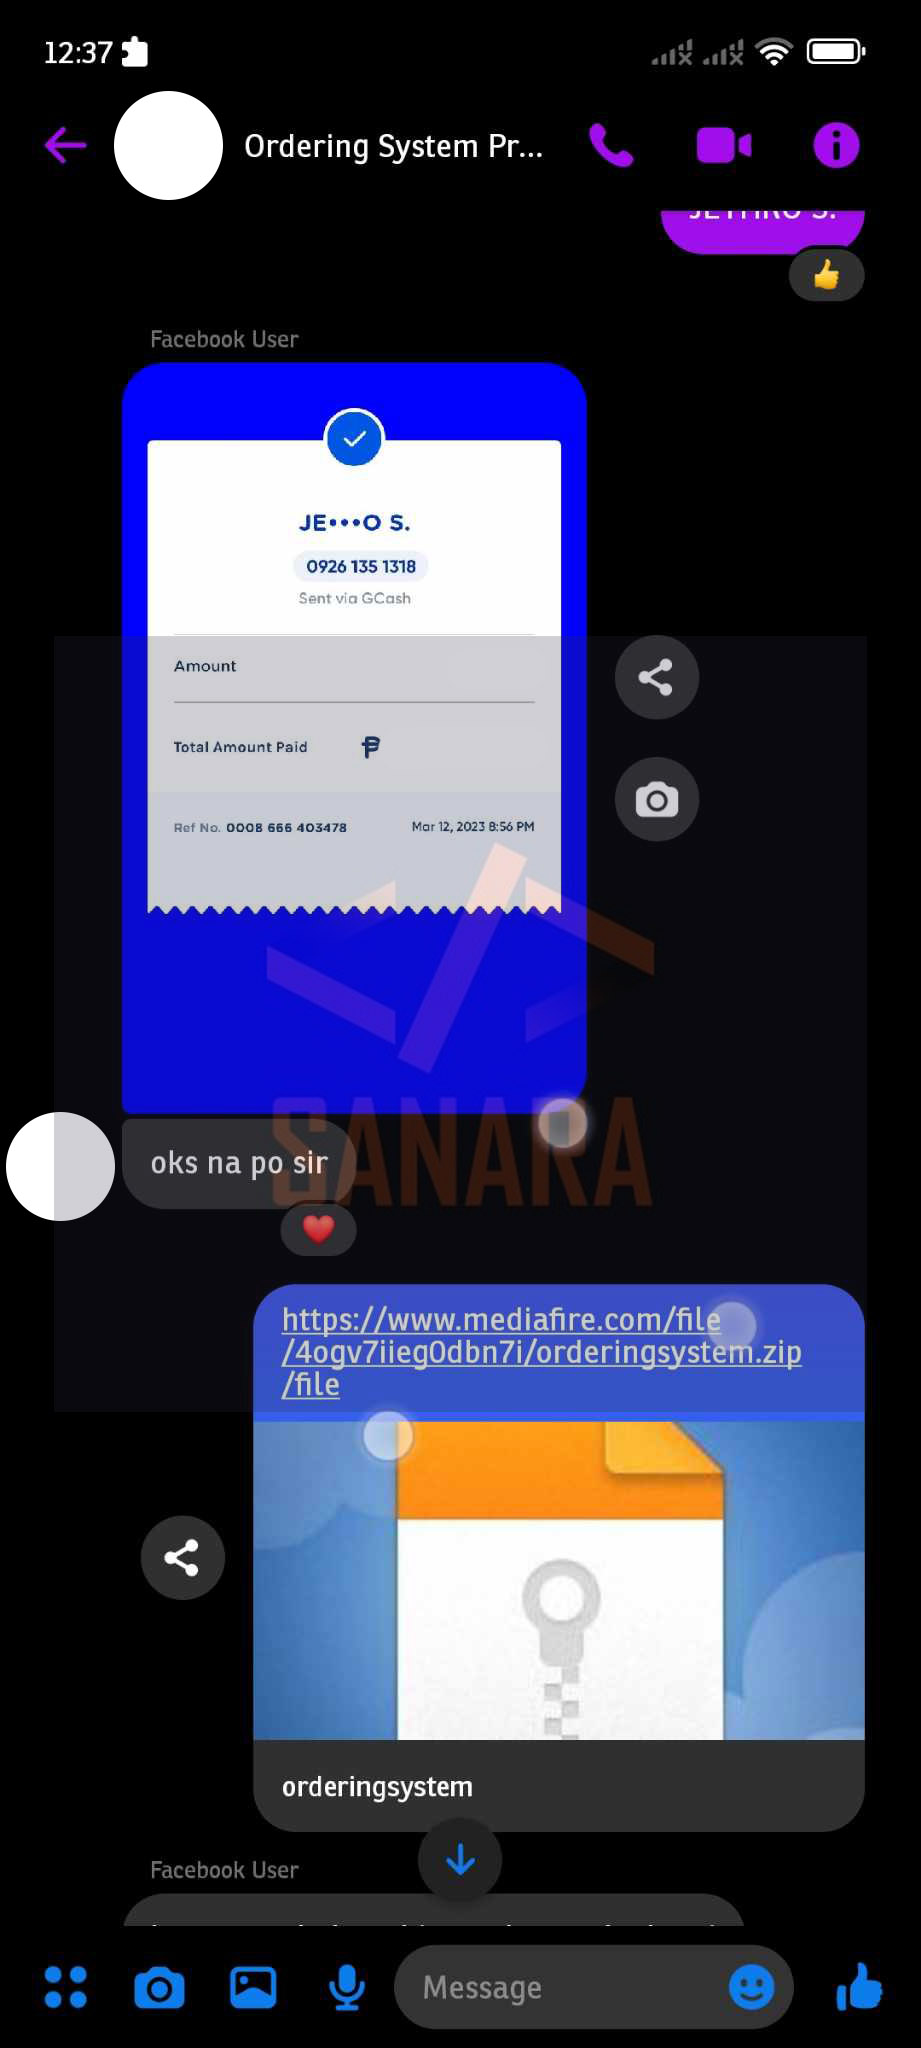 12:37
Ordering System Pr...
JETHRO S.
Facebook User
JE•••O S.
0926 135 1318
Sent via GCash
Amount
Total Amount Paid ₱
Ref No. 0008 666 403478 Mar 12, 2023 8:56 PM
SANARA
oks na po sir
https://www.mediafire.com/file
/4ogv7iieg0dbn7i/orderingsystem.zip
/file
orderingsystem
Facebook User
Message